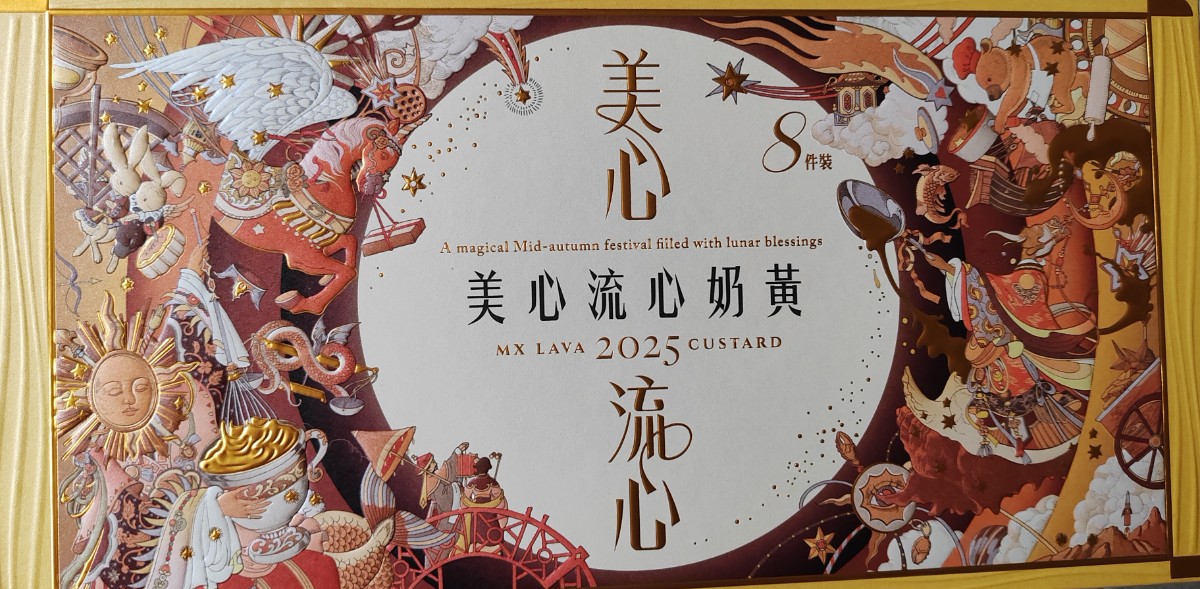 美心
8件裝
A magical Mid-autumn festival filled with lunar blessings
美心流心奶黃
MX LAVA 2025 CUSTARD
流心